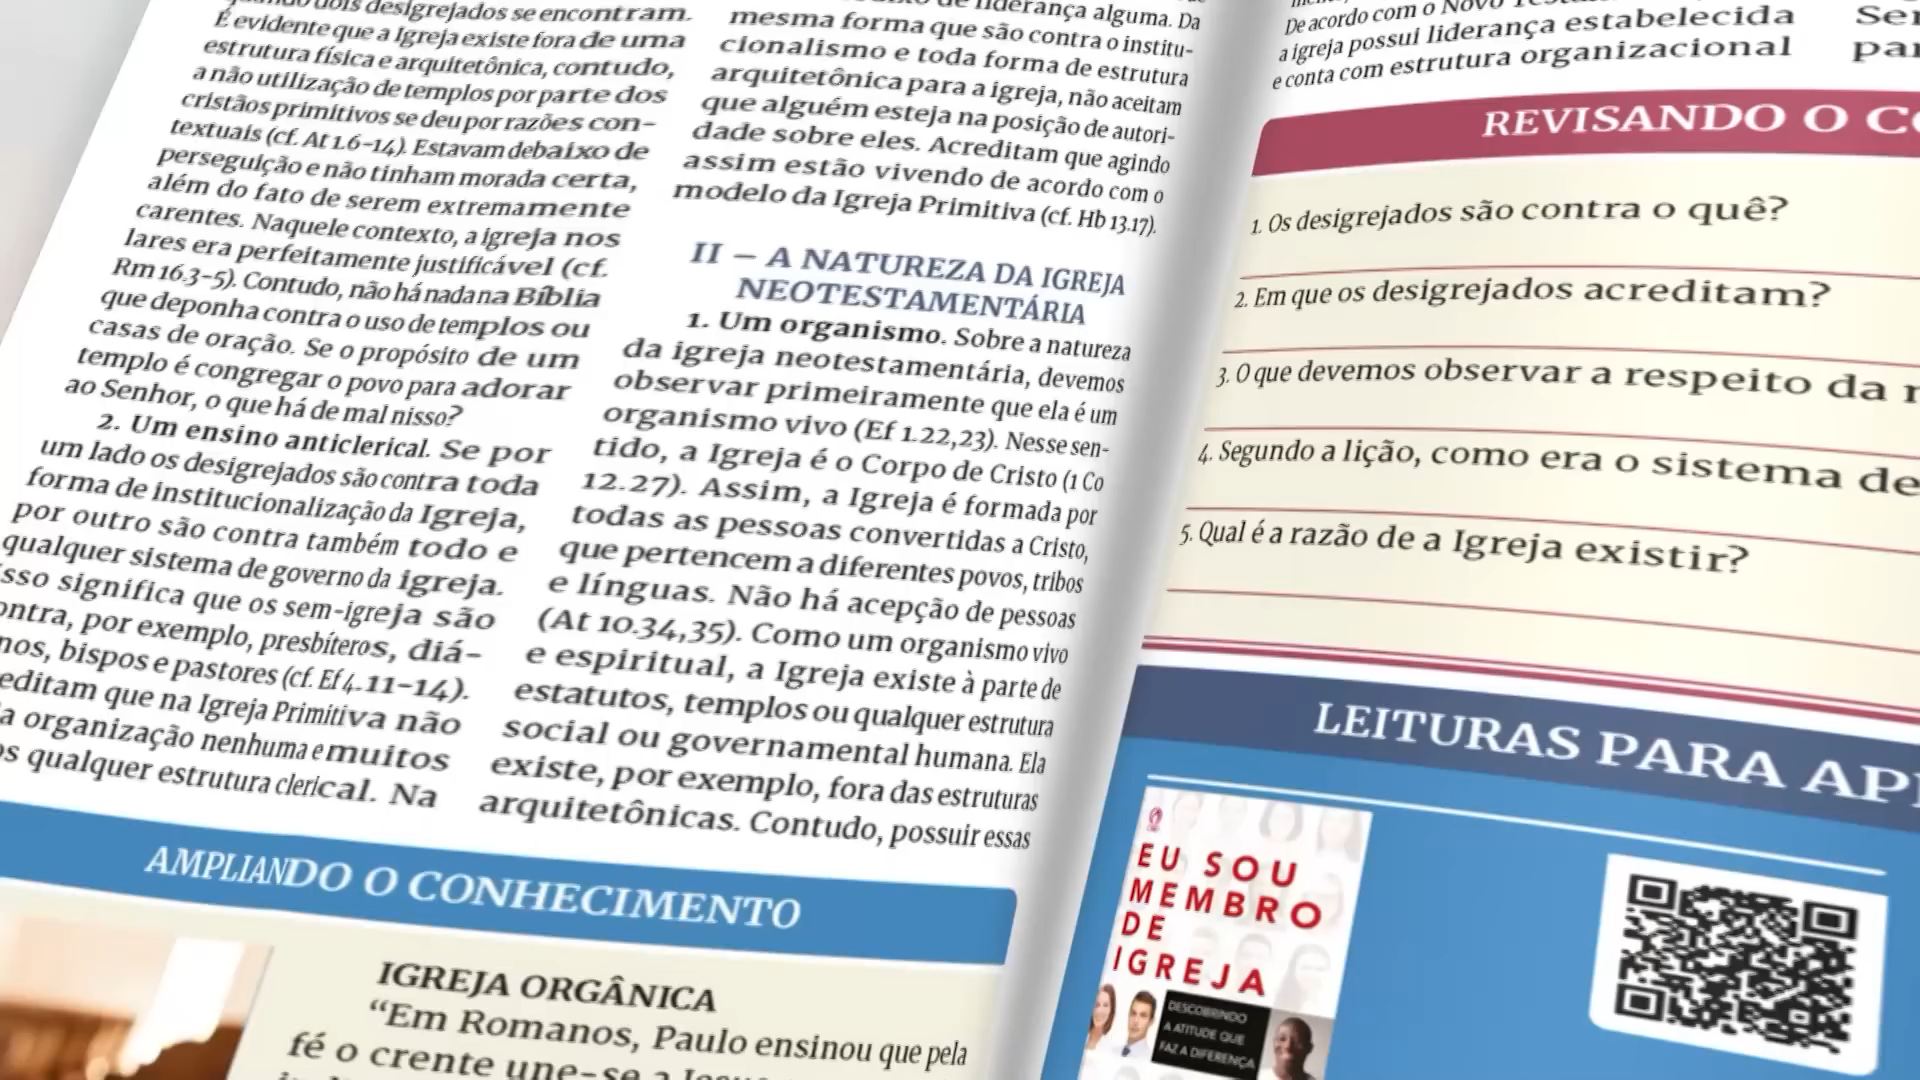 quando dois desigrejados se encontram.
É evidente que a Igreja existe fora de uma
estrutura física e arquitetônica, contudo,
a não utilização de templos por parte dos
cristãos primitivos se deu por razões con-
textuais (cf. At 1.6-14). Estavam debaixo de
perseguição e não tinham morada certa,
além do fato de serem extremamente
carentes. Naquele contexto, a igreja nos
lares era perfeitamente justificável (cf.
Rm 16.3-5). Contudo, não há nada na Bíblia
que deponha contra o uso de templos ou
casas de oração. Se o propósito de um
templo é congregar o povo para adorar
ao Senhor, o que há de mal nisso?
2. Um ensino anticlerical. Se por
um lado os desigrejados são contra toda
forma de institucionalização da Igreja,
por outro são contra também todo e
qualquer sistema de governo da igreja.
sso significa que os sem-igreja são
ontra, por exemplo, presbíteros, diá-
nos, bispos e pastores (cf. Ef 4.11-14).
editam que na Igreja Primitiva não
a organização nenhuma e muitos
os qualquer estrutura clerical. Na
de liderança alguma. Da
mesma forma que são contra o institu-
cionalismo e toda forma de estrutura
arquitetônica para a igreja, não aceitam
que alguém esteja na posição de autori-
dade sobre eles. Acreditam que agindo
assim estão vivendo de acordo com o
modelo da Igreja Primitiva (cf. Hb 13.17).
II – A NATUREZA DA IGREJA
NEOTESTAMENTÁRIA
1. Um organismo. Sobre a natureza
da igreja neotestamentária, devemos
observar primeiramente que ela é um
organismo vivo (Ef 1.22,23). Nesse sen-
tido, a Igreja é o Corpo de Cristo (1 Co
12.27). Assim, a Igreja é formada por
todas as pessoas convertidas a Cristo,
que pertencem a diferentes povos, tribos
e línguas. Não há acepção de pessoas
(At 10.34,35). Como um organismo vivo
e espiritual, a Igreja existe à parte de
estatutos, templos ou qualquer estrutura
social ou governamental humana. Ela
existe, por exemplo, fora das estruturas
arquitetônicas. Contudo, possuir essas
AMPLIANDO O CONHECIMENTO
IGREJA ORGÂNICA
“Em Romanos, Paulo ensinou que pela
fé o crente une-se a
De acordo com o Novo
a igreja possui liderança estabelecida
e conta com estrutura organizacional
REVISANDO O CO
1. Os desigrejados são contra o quê?
2. Em que os desigrejados acreditam?
3. O que devemos observar a respeito da
4. Segundo a lição, como era o sistema de
5. Qual é a razão de a Igreja existir?
LEITURAS PARA AP
EU SOU
MEMBRO
DE
IGREJA
DESCOBRINDO
A ATITUDE QUE
FAZ A DIFERENÇA